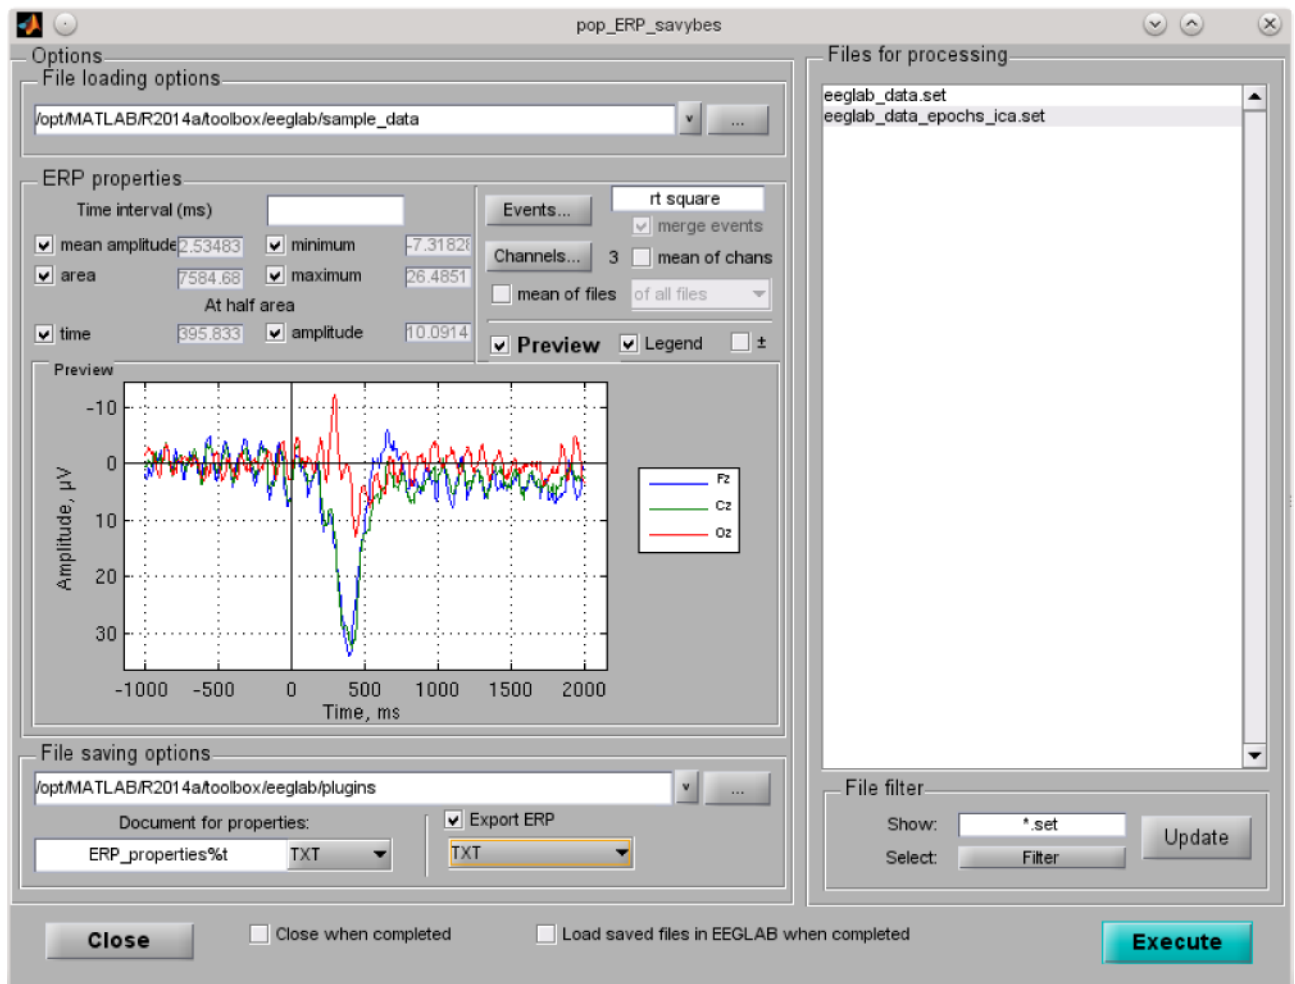 pop_ERP_savybes
Options
File loading options
/opt/MATLAB/R2014a/toolbox/eeglab/sample_data
v
...
ERP properties
Time interval (ms)
mean amplitude 2.53483
minimum -7.31828
area 7584.68
maximum 26.4851
At half area
time 395.833
amplitude 10.0914
Events...
rt square
merge events
Channels... 3
mean of chans
mean of files
of all files
Preview
Legend
±
Preview
-10
0
10
20
30
Amplitude, µV
-1000 -500 0 500 1000 1500 2000
Time, ms
Fz
Cz
Oz
File saving options
/opt/MATLAB/R2014a/toolbox/eeglab/plugins
v
...
Document for properties:
ERP_properties%t
TXT
Export ERP
TXT
Files for processing
eeglab_data.set
eeglab_data_epochs_ica.set
File filter
Show: *.set
Select: Filter
Update
Close
Close when completed
Load saved files in EEGLAB when completed
Execute